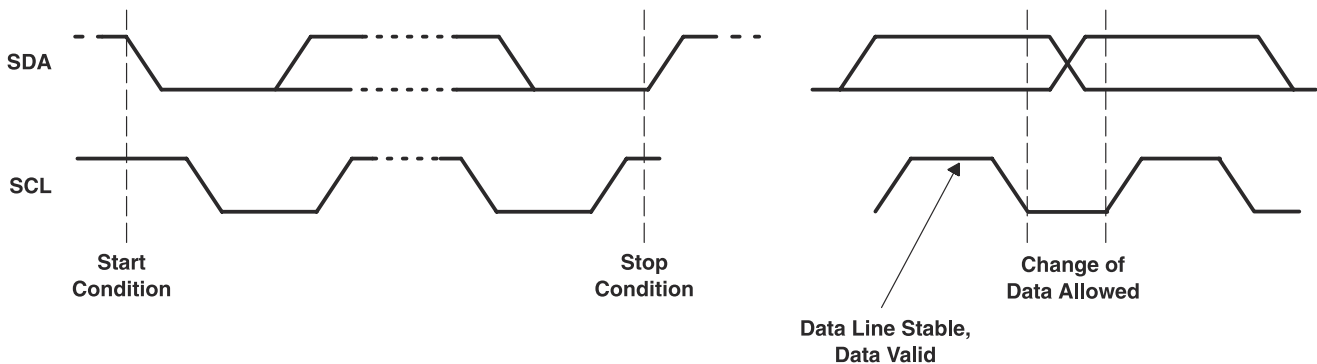 SDA
SCL
Start
Condition
Stop
Condition
Change of
Data Allowed
Data Line Stable,
Data Valid